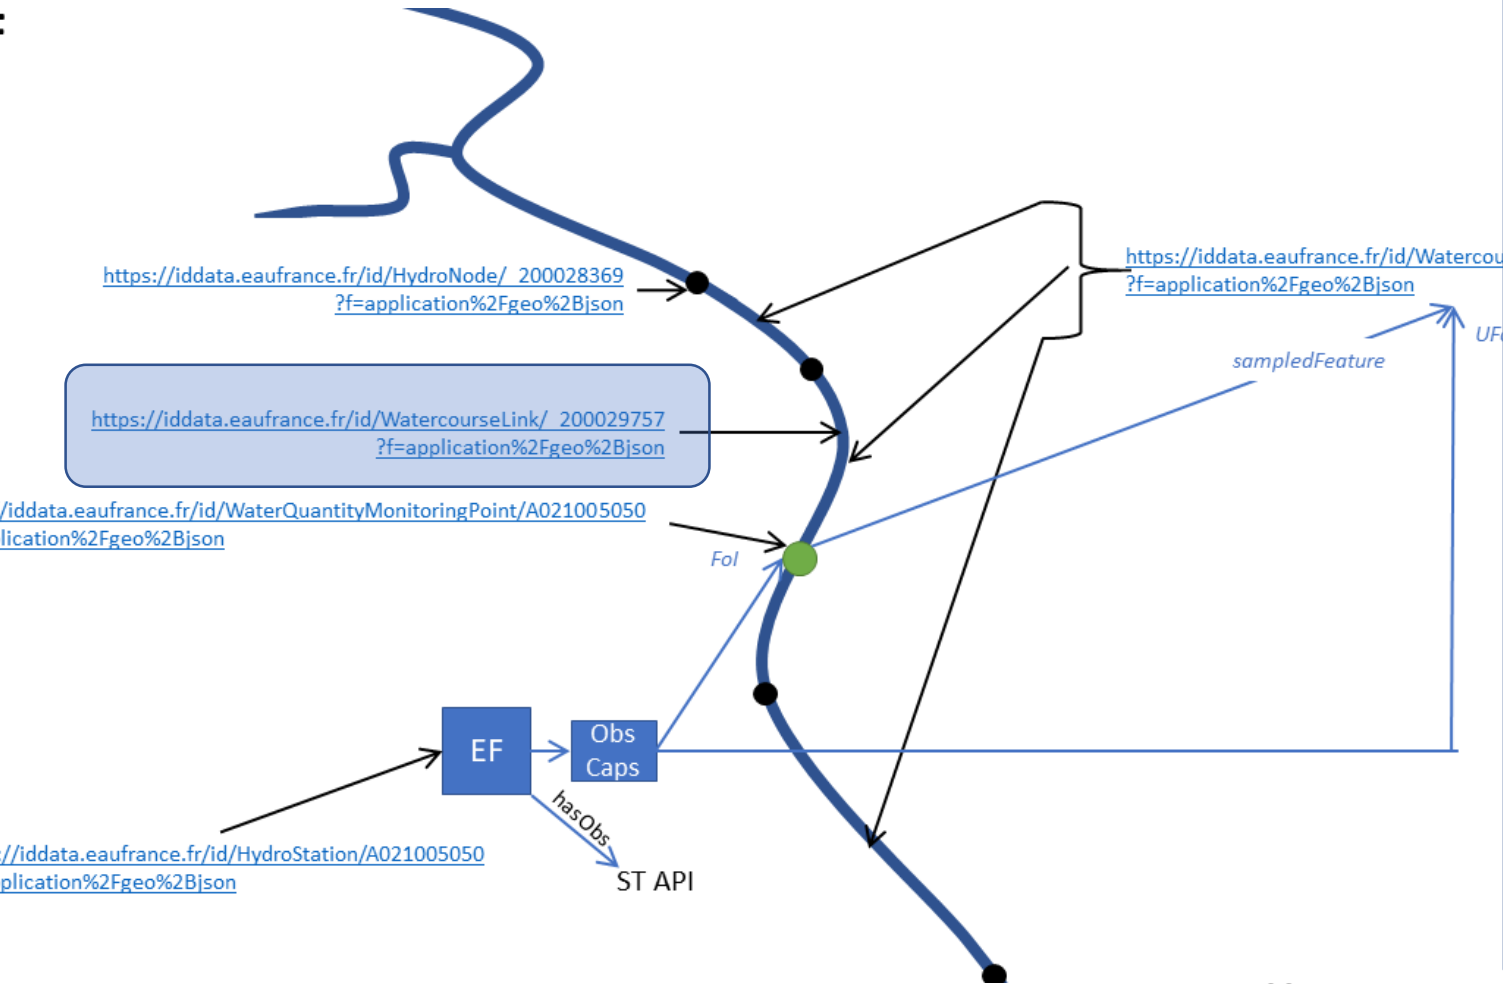 :
https://iddata.eaufrance.fr/id/HydroNode/_200028369
?f=application%2Fgeo%2Bjson
https://iddata.eaufrance.fr/id/Watercou
?f=application%2Fgeo%2Bjson
UF
sampledFeature
https://iddata.eaufrance.fr/id/WatercourseLink/_200029757
?f=application%2Fgeo%2Bjson
/iddata.eaufrance.fr/id/WaterQuantityMonitoringPoint/A021005050
lication%2Fgeo%2Bjson
FoI
EF
Obs
Caps
hasObs
://iddata.eaufrance.fr/id/HydroStation/A021005050
plication%2Fgeo%2Bjson
ST API